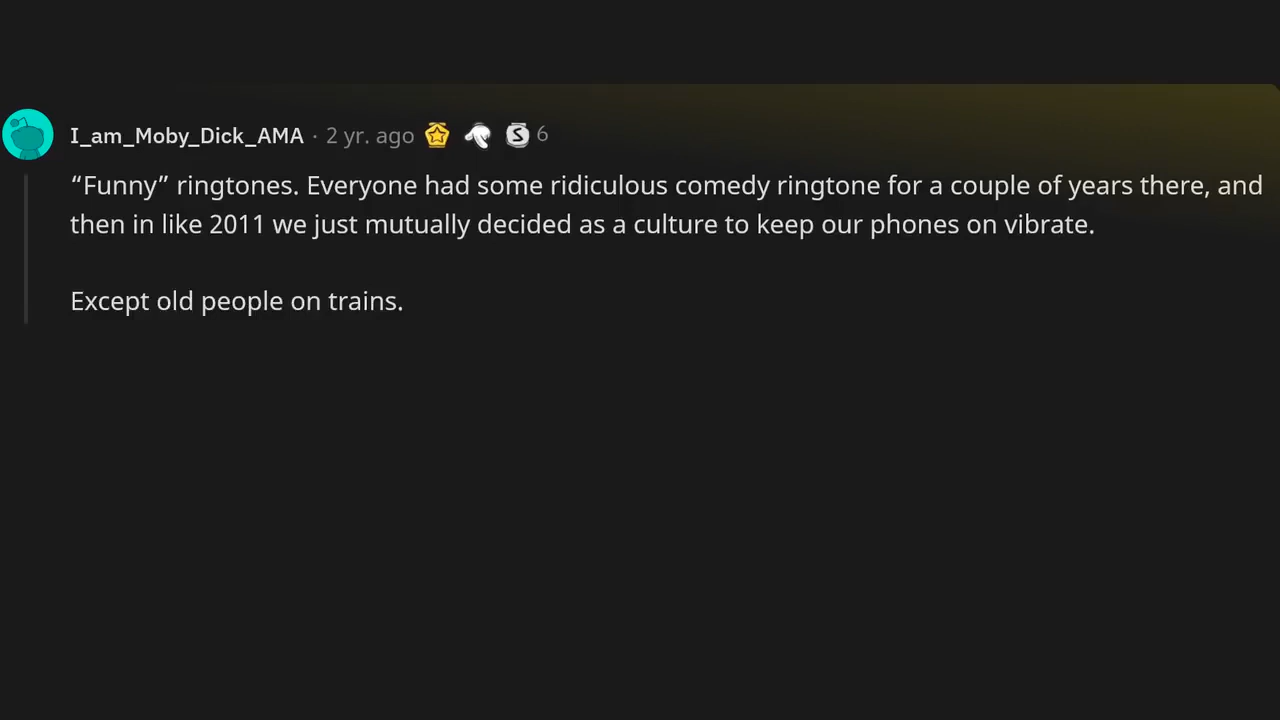 I_am_Moby_Dick_AMA · 2 yr. ago 6
“Funny” ringtones. Everyone had some ridiculous comedy ringtone for a couple of years there, and
then in like 2011 we just mutually decided as a culture to keep our phones on vibrate.
Except old people on trains.